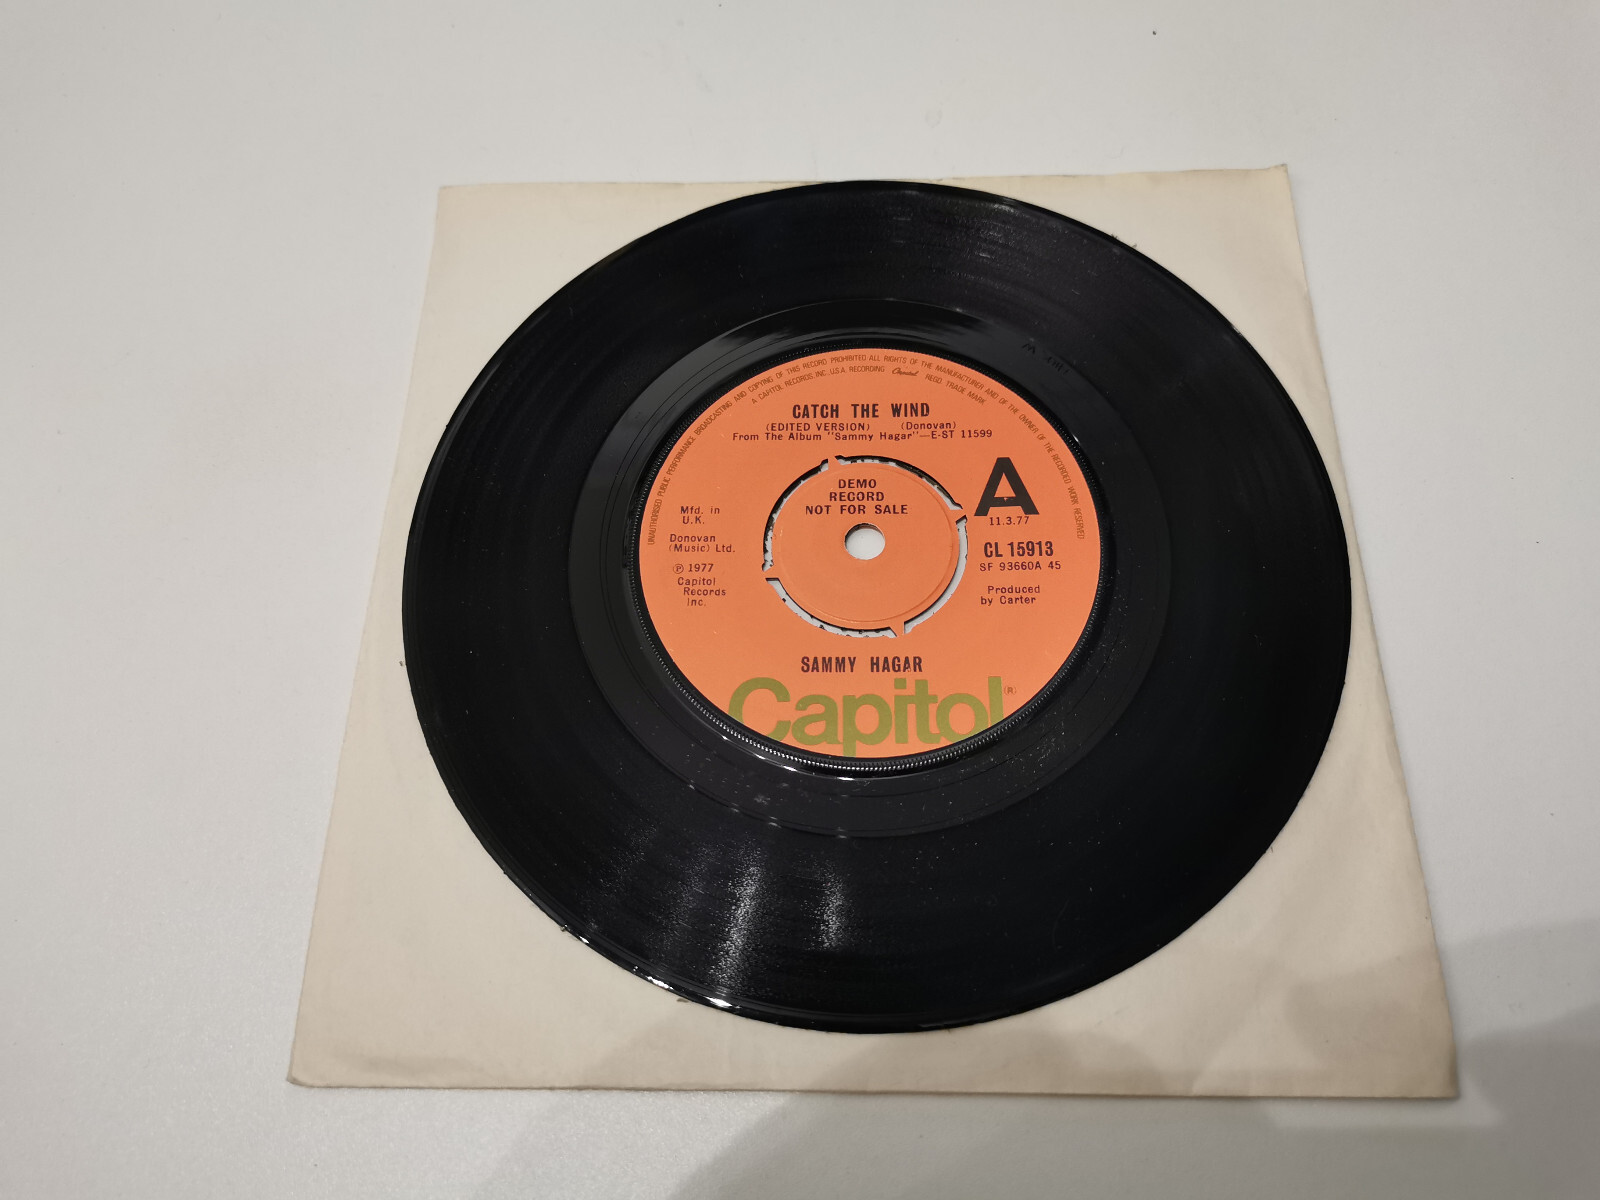 UNAUTHORISED PUBLIC PERFORMANCE BROADCASTING AND COPYING OF THIS RECORD PROHIBITED ALL RIGHTS OF THE MANUFACTURER AND OF THE OWNER OF THE RECORDED WORK RESERVED
A CAPITOL RECORDS, INC., U.S.A. RECORDING Capitol REGD. TRADE MARK
CATCH THE WIND
(EDITED VERSION) (Donovan)
From The Album "Sammy Hagar"—E-ST 11599
DEMO
RECORD
NOT FOR SALE
A
11.3.77
Mfd. in
U.K.
Donovan
(Music) Ltd.
℗ 1977
Capitol
Records
Inc.
CL 15913
SF 93660A 45
Produced
by Carter
SAMMY HAGAR
Capitol®